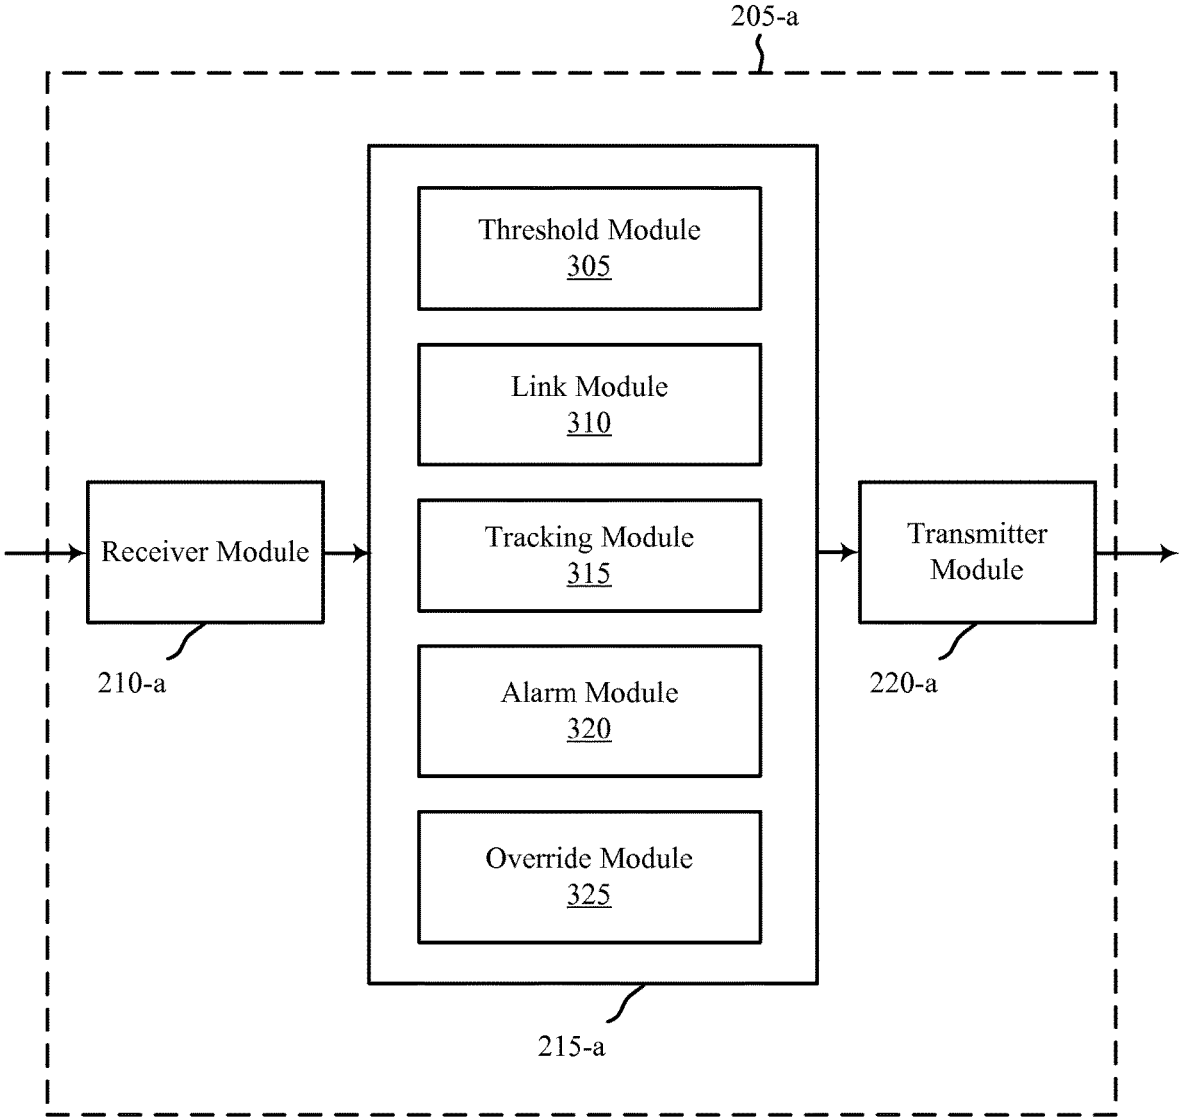 205-a
Threshold Module
305
Link Module
310
Receiver Module
Tracking Module
315
Transmitter
Module
210-a
Alarm Module
320
220-a
Override Module
325
215-a